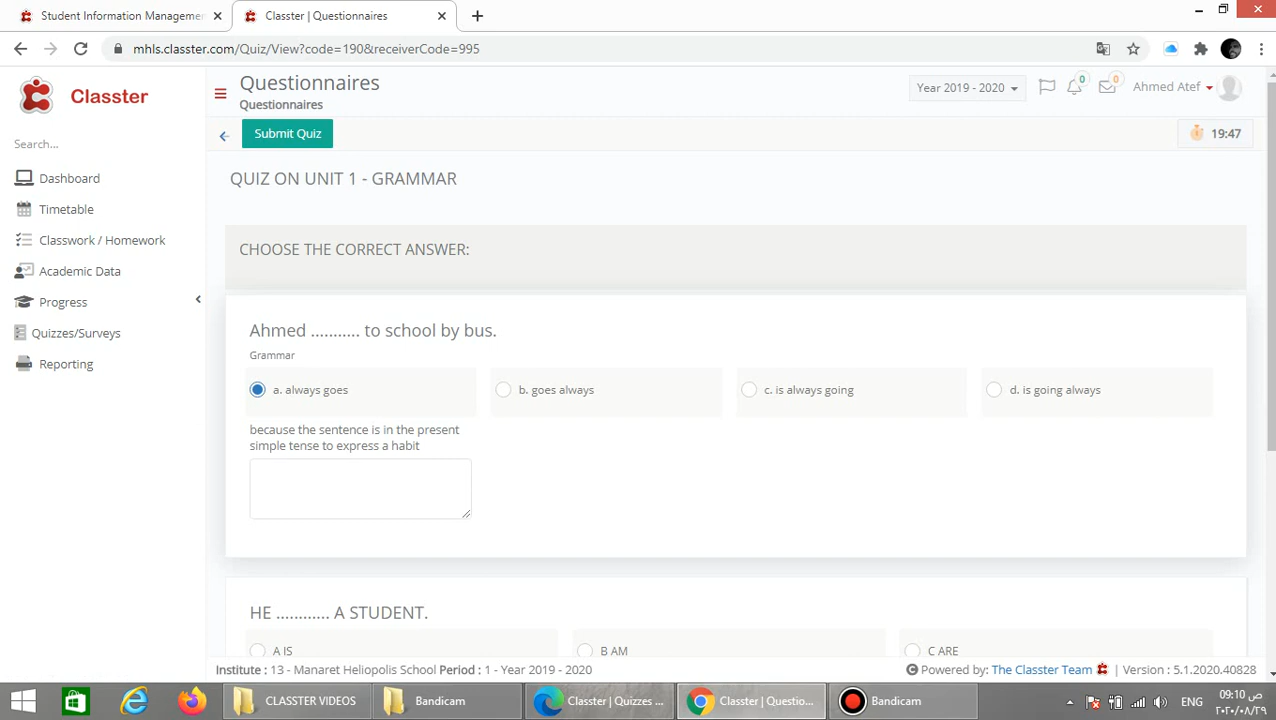 Student Information Managemen
Classter | Questionnaires
mhls.classter.com/Quiz/View?code=190&receiverCode=995
Classter
Questionnaires
Questionnaires
Year 2019 - 2020
0
0
Ahmed Atef
Submit Quiz
19:47
Search...
Dashboard
Timetable
Classwork / Homework
Academic Data
Progress
Quizzes/Surveys
Reporting
QUIZ ON UNIT 1 - GRAMMAR
CHOOSE THE CORRECT ANSWER:
Ahmed ........... to school by bus.
Grammar
a. always goes
b. goes always
c. is always going
d. is going always
because the sentence is in the present
simple tense to express a habit
HE ............ A STUDENT.
A IS
B AM
C ARE
Institute : 13 - Manaret Heliopolis School Period : 1 - Year 2019 - 2020
Powered by: The Classter Team | Version : 5.1.2020.40828
CLASSTER VIDEOS
Bandicam
Classter | Quizzes ...
Classter | Questio...
Bandicam
ENG
09:10 ص
٢٠٢٠/٠٨/٢٩